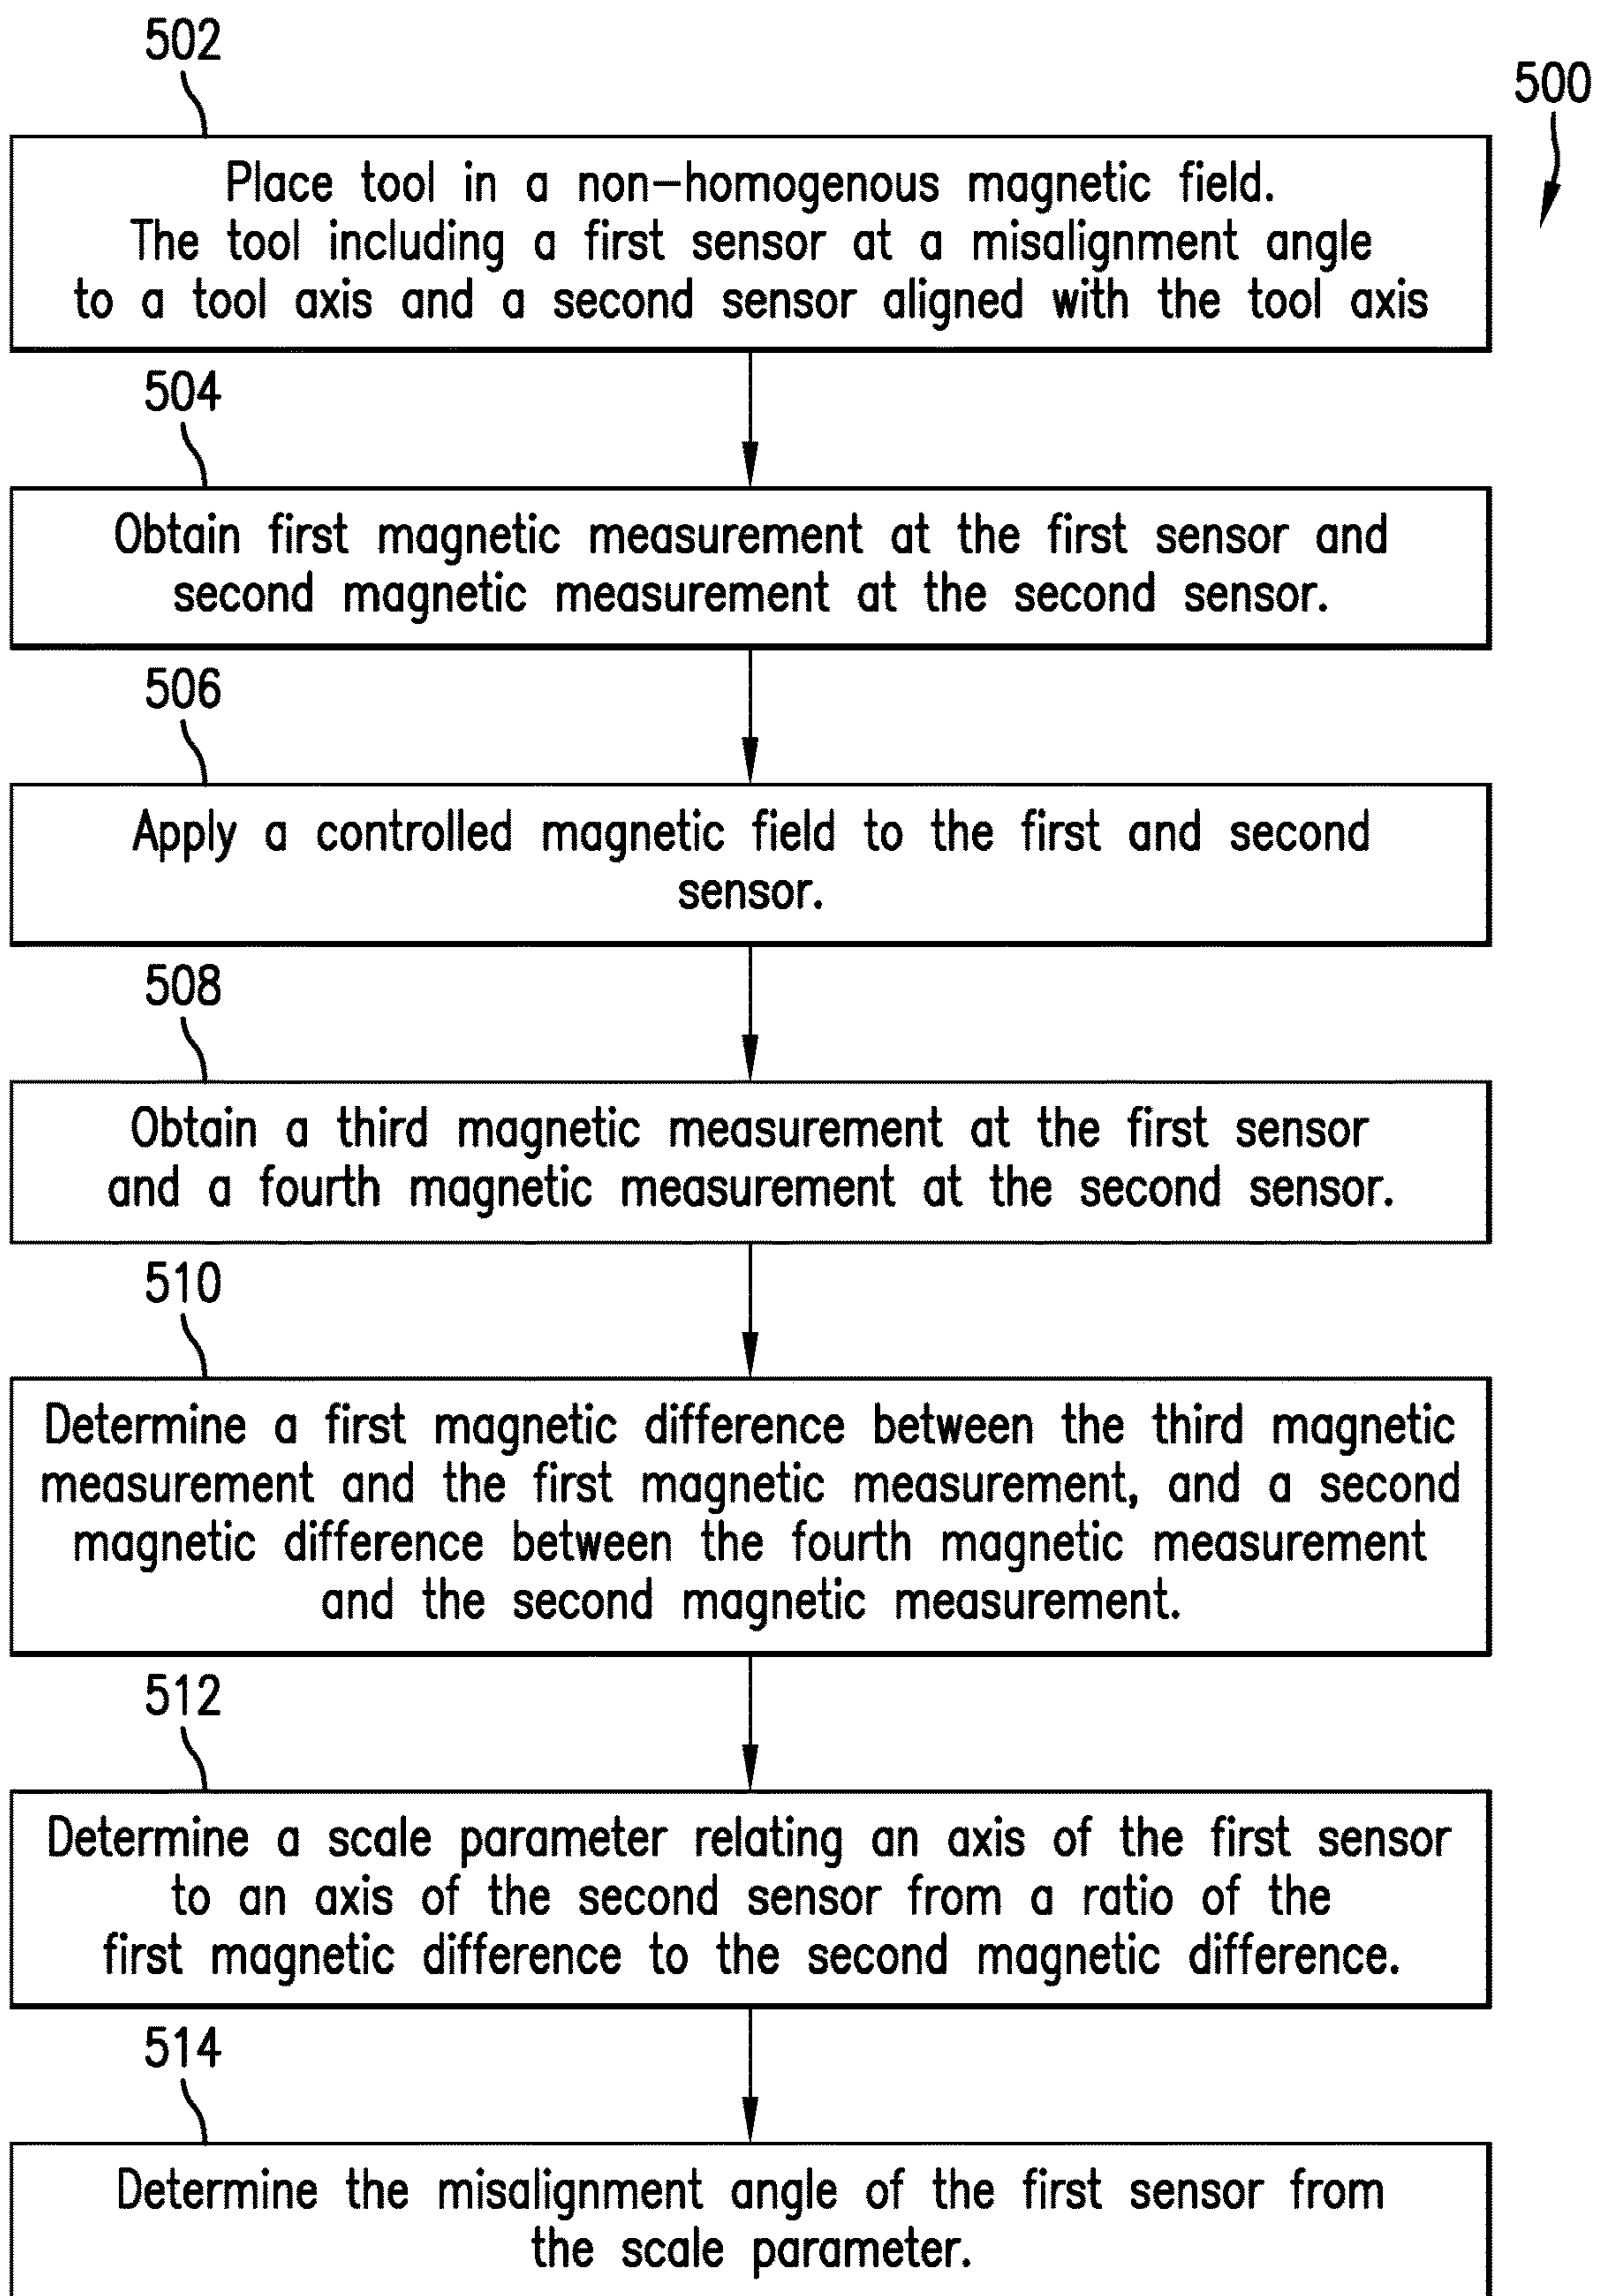 502
500
Place tool in a non-homogenous magnetic field.
The tool including a first sensor at a misalignment angle
to a tool axis and a second sensor aligned with the tool axis
504
Obtain first magnetic measurement at the first sensor and
second magnetic measurement at the second sensor.
506
Apply a controlled magnetic field to the first and second
sensor.
508
Obtain a third magnetic measurement at the first sensor
and a fourth magnetic measurement at the second sensor.
510
Determine a first magnetic difference between the third magnetic
measurement and the first magnetic measurement, and a second
magnetic difference between the fourth magnetic measurement
and the second magnetic measurement.
512
Determine a scale parameter relating an axis of the first sensor
to an axis of the second sensor from a ratio of the
first magnetic difference to the second magnetic difference.
514
Determine the misalignment angle of the first sensor from
the scale parameter.